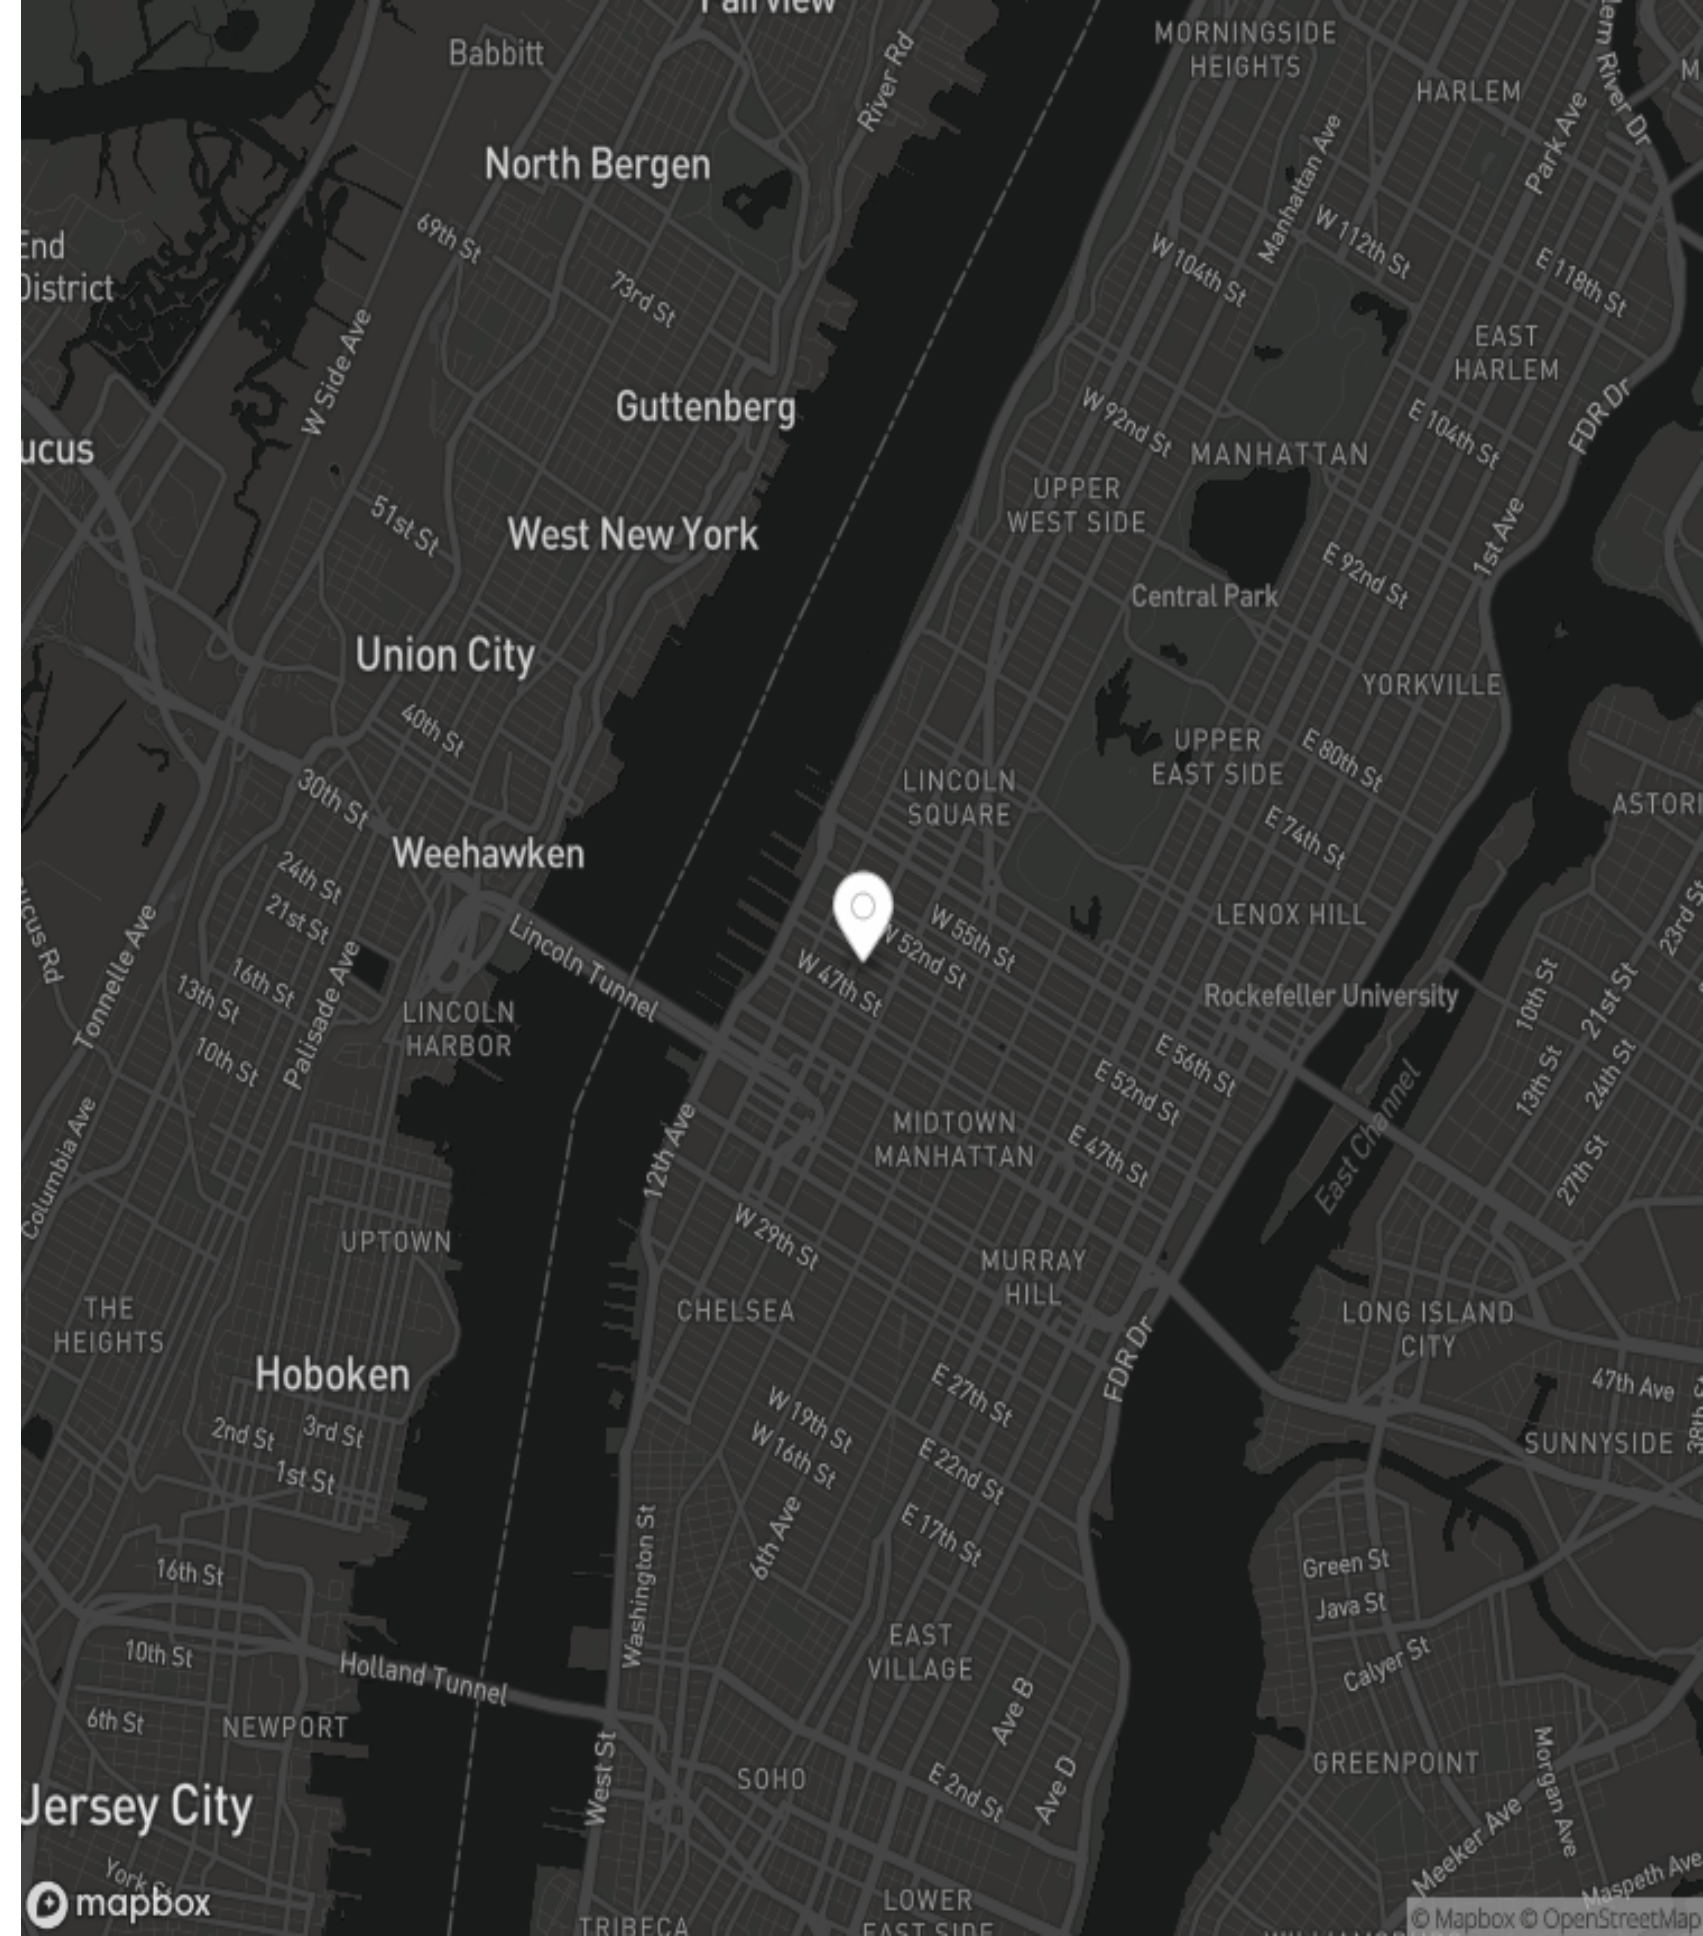 Fairview
Babbitt
River Rd
MORNINGSIDE
HEIGHTS
HARLEM
Park Ave
River Dr
North Bergen
Manhattan Ave
69th St
73rd St
W 104th St
W 112th St
E 118th St
End
District
W Side Ave
EAST
HARLEM
Guttenberg
W 92nd St
E 104th St
FDR Dr
ucus
MANHATTAN
UPPER
WEST SIDE
51st St
West New York
1st Ave
E 92nd St
Central Park
Union City
YORKVILLE
40th St
UPPER
EAST SIDE
E 80th St
LINCOLN
SQUARE
30th St
ASTORI
E 74th St
Weehawken
24th St
21st St
LENOX HILL
W 55th St
W 52nd St
23rd S
ucus Rd
Tonnelle Ave
Palisade Ave
Lincoln Tunnel
W 47th St
16th St
13th St
10th St
LINCOLN
HARBOR
Rockefeller University
10th St
21st St
13th St
24th St
27th St
E 56th St
E 52nd St
E 47th St
East Channel
MIDTOWN
MANHATTAN
12th Ave
Columbia Ave
W 29th St
UPTOWN
MURRAY
HILL
CHELSEA
THE
HEIGHTS
LONG ISLAND
CITY
FDR Dr
Hoboken
47th Ave
38th S
E 27th St
W 19th St
W 16th St
2nd St
3rd St
1st St
SUNNYSIDE
E 22nd St
E 17th St
6th Ave
Washington St
16th St
Green St
Java St
Calyer St
10th St
Holland Tunnel
EAST
VILLAGE
Ave B
6th St
NEWPORT
West St
SOHO
E 2nd St
Ave D
GREENPOINT
Morgan Ave
Jersey City
Meeker Ave
Maspeth Ave
York St
mapbox
LOWER
EAST SIDE
TRIBECA
© Mapbox © OpenStreetMap